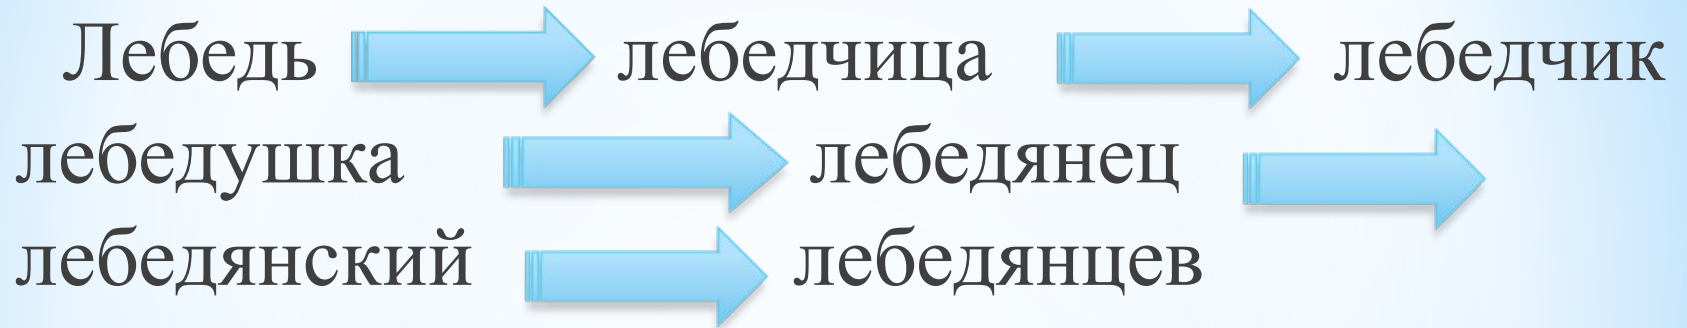 Лебедь лебедчица лебедчик
лебедушка лебедянец
лебедянский лебедянцев